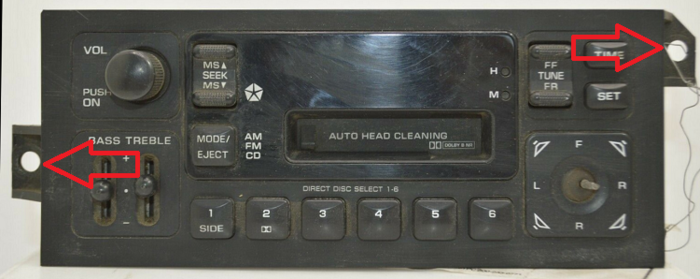 VOL
PUSH
ON
BASS TREBLE
+
-
MS▲
SEEK
MS▼
MODE/
EJECT
AM
FM
CD
H
M
AUTO HEAD CLEANING
DOLBY B NR
FF
TUNE
FR
TIME
SET
F
L R
R
DIRECT DISC SELECT 1-6
1 2 3 4 5 6
SIDE